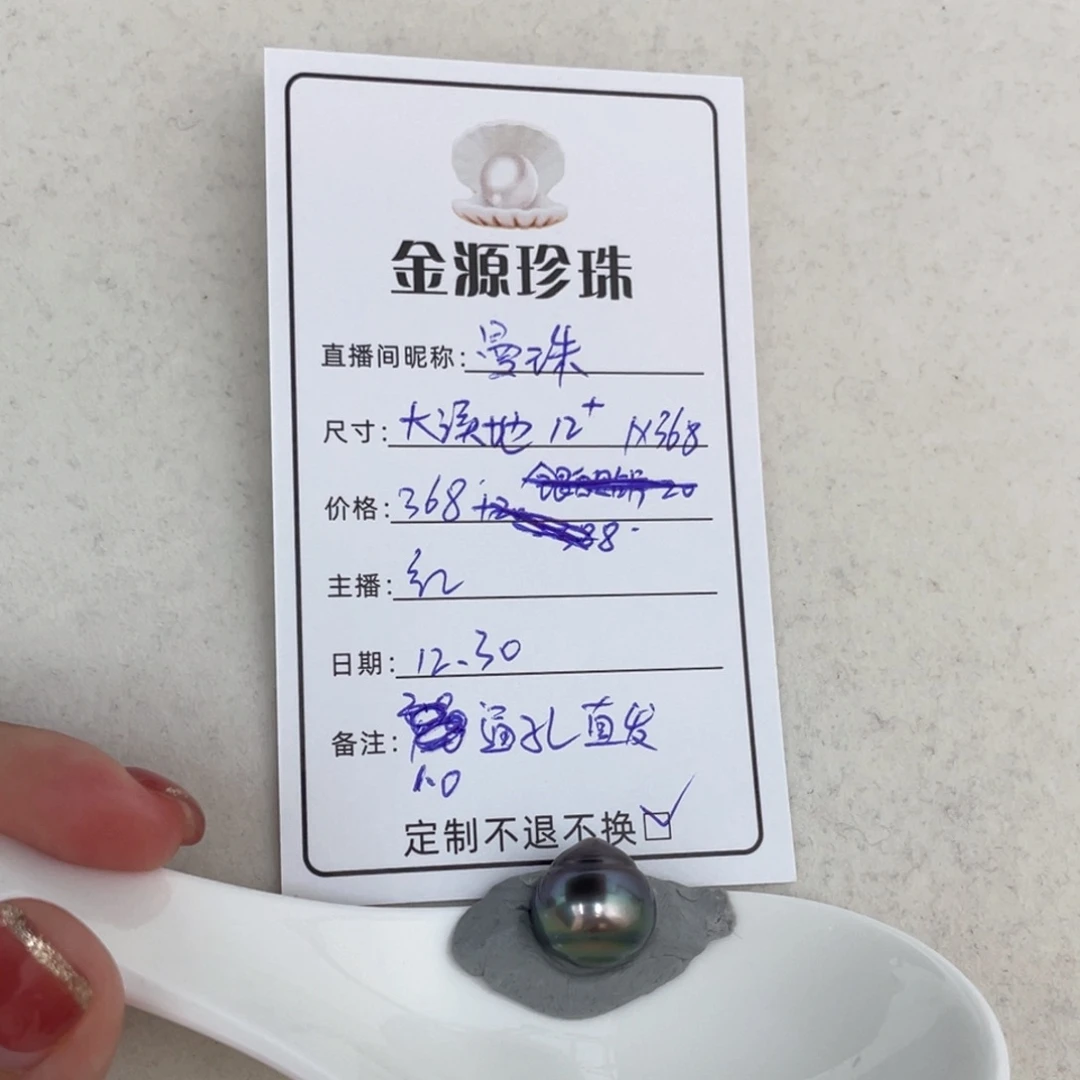 金源珍珠
直播间昵称: 曼珠
尺寸: 大溪地 12+ 1X368
价格: 368
主播: 红
日期: 12.30
备注: 通孔直发
1.0
定制不退不换☑